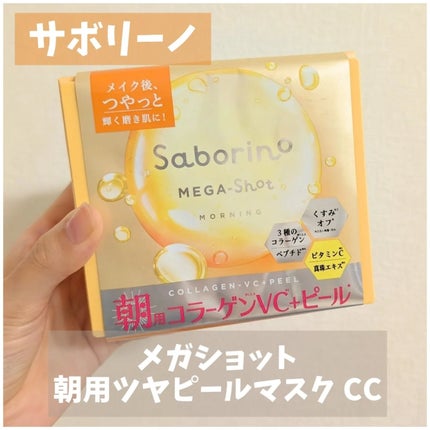 サボリーノ
メイク後、
つやっと
輝く磨き肌に!
Saborino
MEGA-Shot
MORNING
3種の
コラーゲン
ペプチド
くすみ
オフ
ビタミンC
真珠エキス
COLLAGEN+VC+PEEL
朝用コラーゲンVC+ピール
メガショット
朝用ツヤピールマスク CC